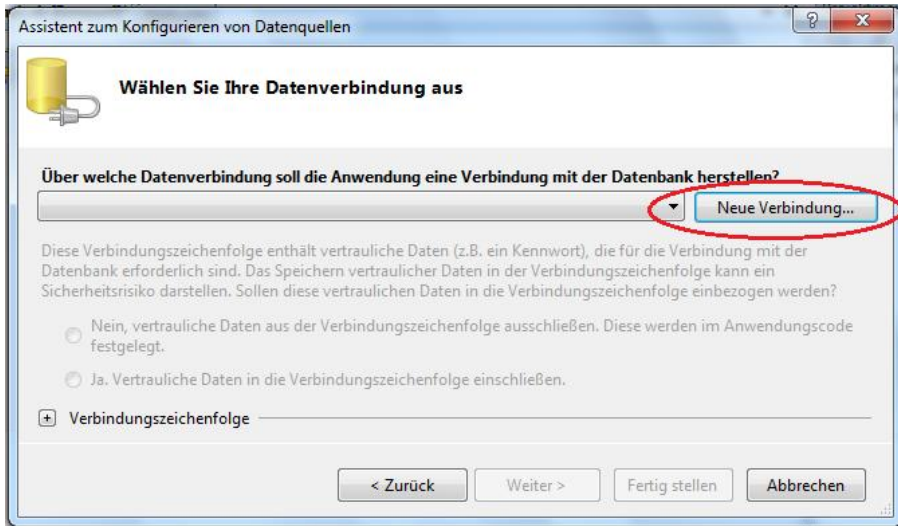 Assistent zum Konfigurieren von Datenquellen
Wählen Sie Ihre Datenverbindung aus
Über welche Datenverbindung soll die Anwendung eine Verbindung mit der Datenbank herstellen?
Neue Verbindung...
Diese Verbindungszeichenfolge enthält vertrauliche Daten (z.B. ein Kennwort), die für die Verbindung mit der
Datenbank erforderlich sind. Das Speichern vertraulicher Daten in der Verbindungszeichenfolge kann ein
Sicherheitsrisiko darstellen. Sollen diese vertraulichen Daten in die Verbindungszeichenfolge einbezogen werden?
Nein, vertrauliche Daten aus der Verbindungszeichenfolge ausschließen. Diese werden im Anwendungscode
festgelegt.
Ja. Vertrauliche Daten in die Verbindungszeichenfolge einschließen.
Verbindungszeichenfolge
< Zurück
Weiter >
Fertig stellen
Abbrechen